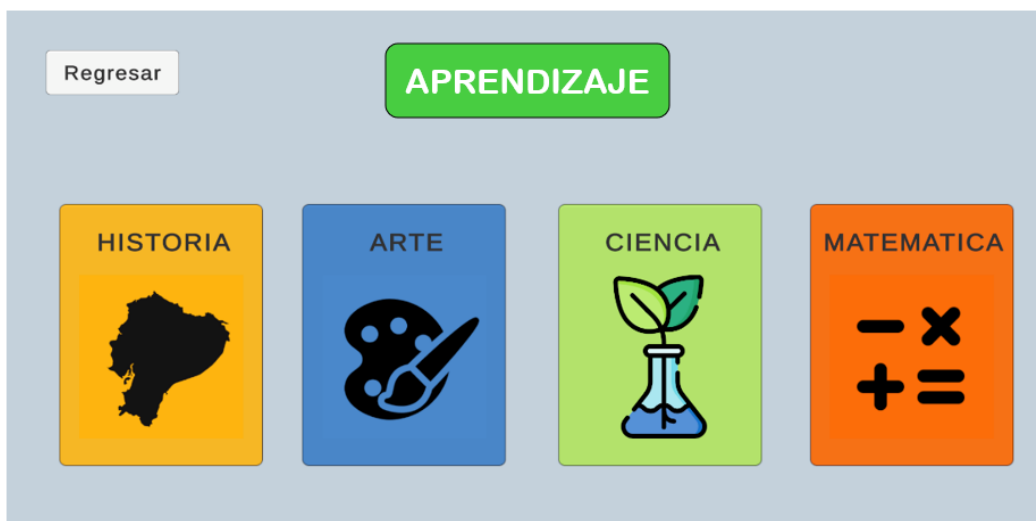 Regresar
APRENDIZAJE
HISTORIA
ARTE
CIENCIA
MATEMATICA